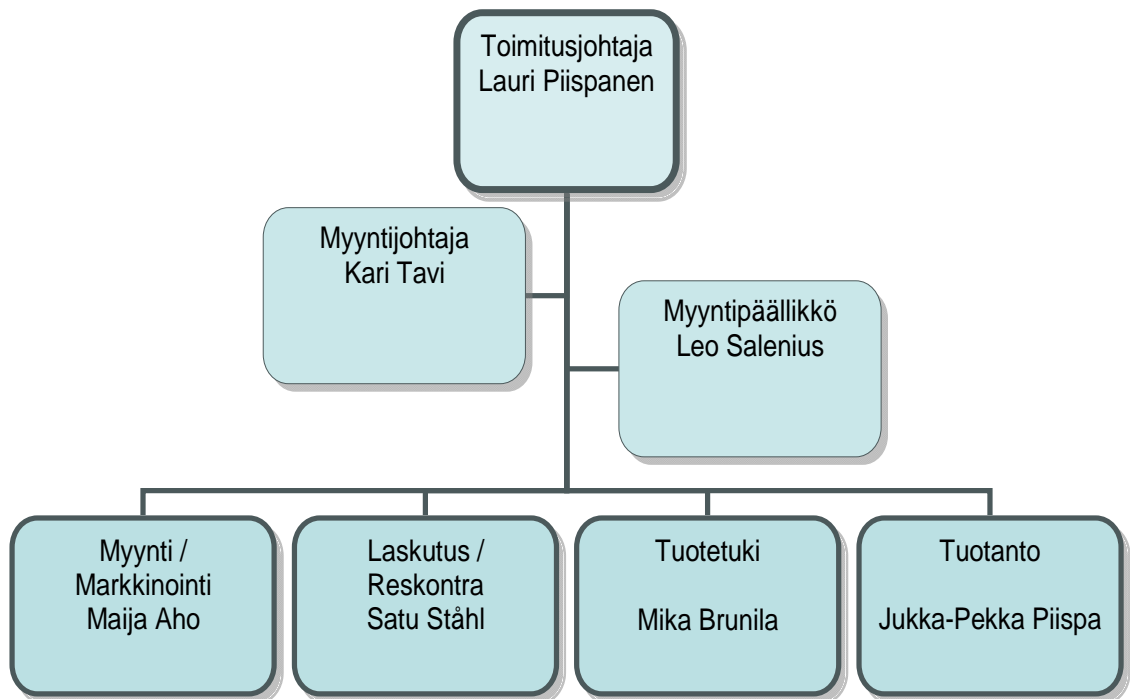 Toimitusjohtaja
Lauri Piispanen
Myyntijohtaja
Kari Tavi
Myyntipäällikkö
Leo Salenius
Myynti /
Markkinointi
Maija Aho
Laskutus /
Reskontra
Satu Ståhl
Tuotetuki
Mika Brunila
Tuotanto
Jukka-Pekka Piispa